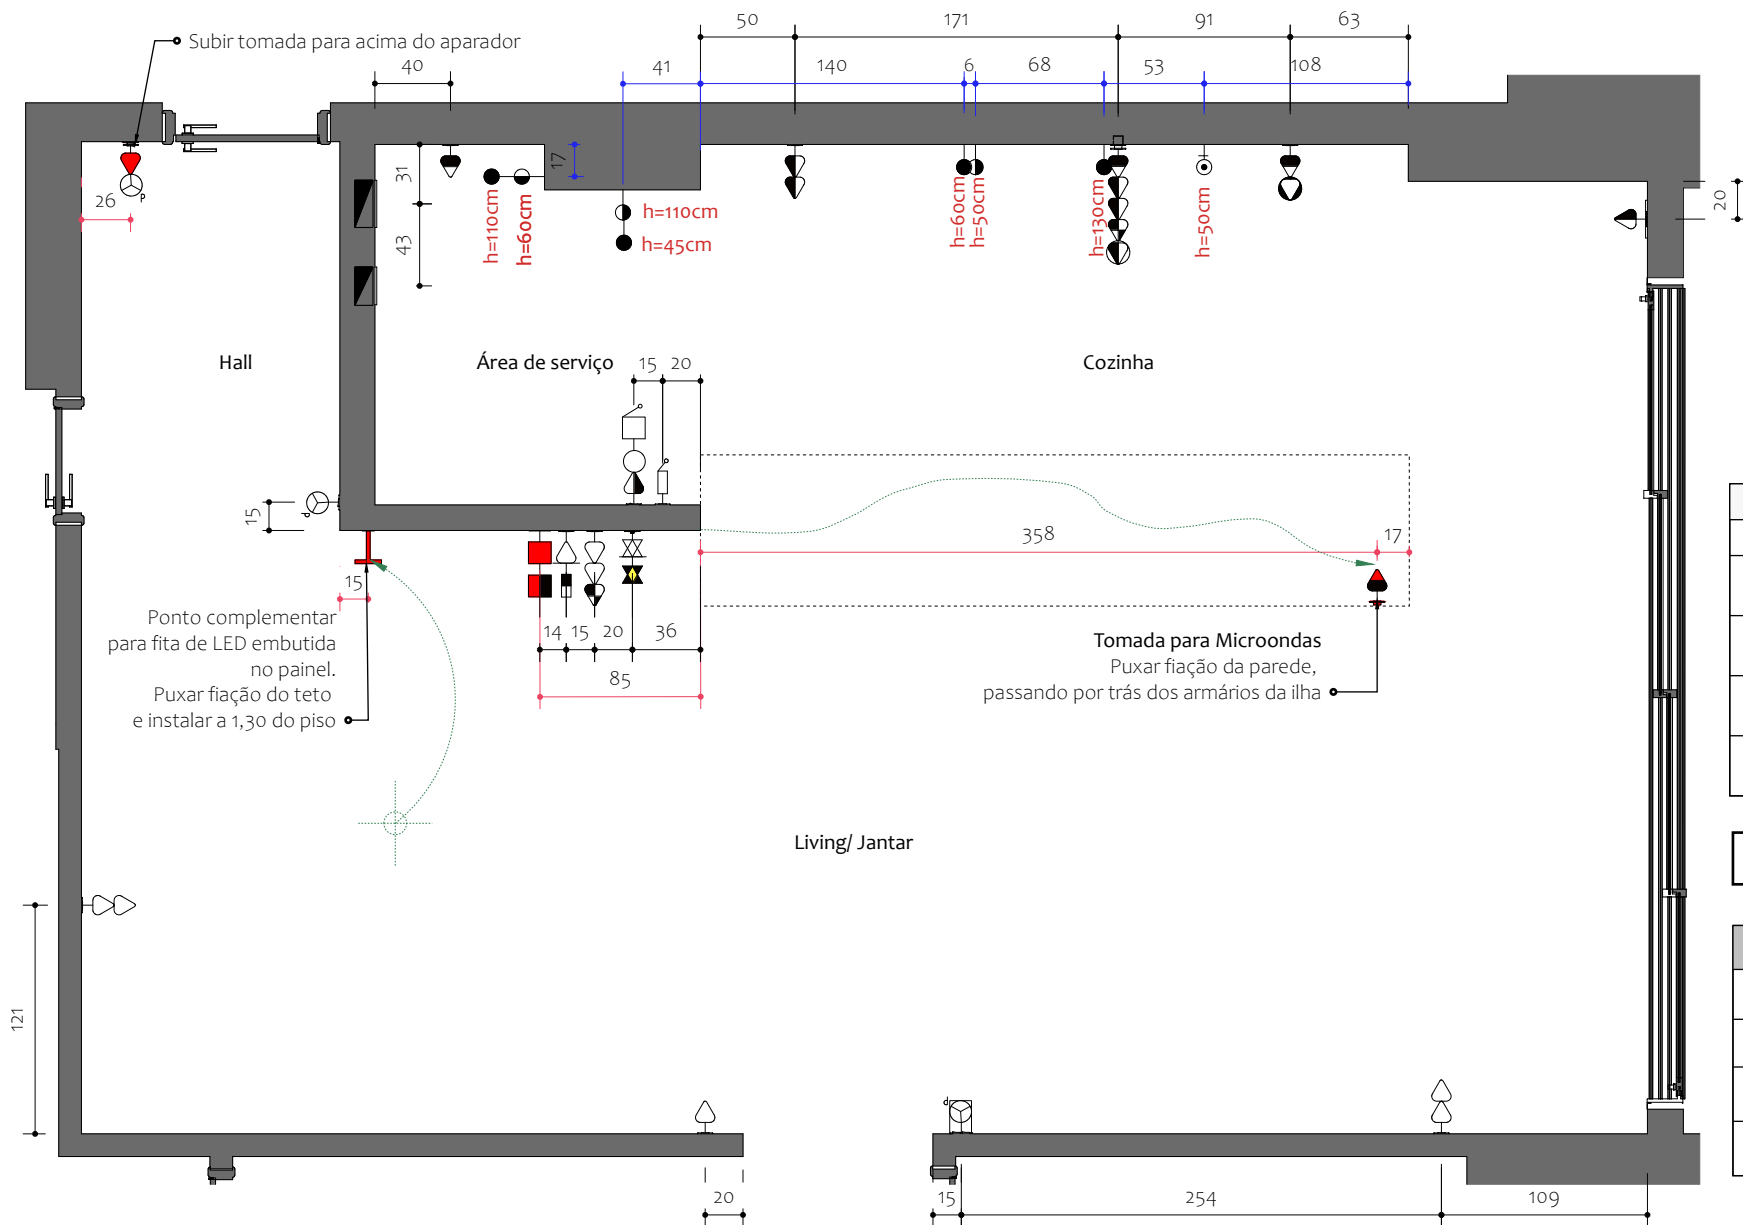 50
171
91
63
Subir tomada para acima do aparador
40
41
140
6
68
53
108
17
31
43
26
P
20
h=110cm
h=60cm
h=110cm
h=45cm
h=60cm
h=50cm
h=130cm
h=50cm
Hall
Área de serviço
Cozinha
15
20
15
d
358
17
15
Ponto complementar
para fita de LED embutida
no painel.
Puxar fiação do teto
e instalar a 1,30 do piso
14
15
20
36
85
Tomada para Microondas
Puxar fiação da parede,
passando por trás dos armários da ilha
Living/ Jantar
121
d
20
15
254
109